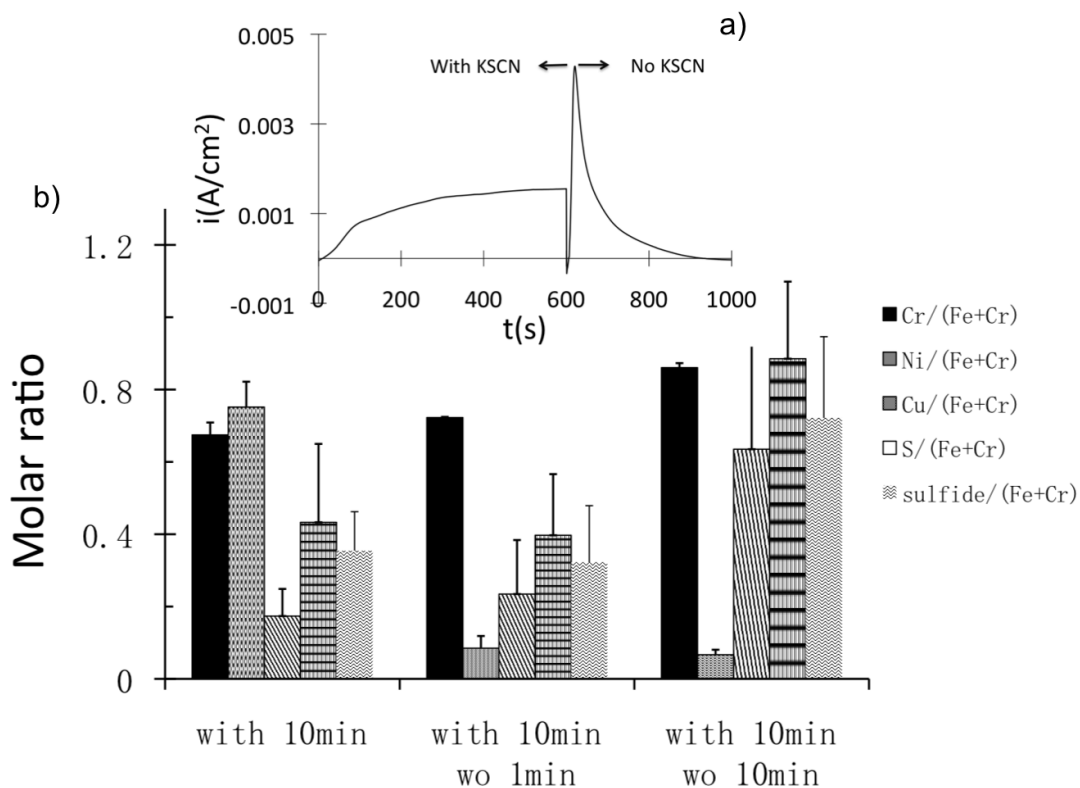 a)
0.005
With KSCN
No KSCN
0.003
i(A/cm²)
0.001
-0.001
0
200
400
600
800
1000
t(s)
b)
1.2
0.8
0.4
0
Molar ratio
Cr/(Fe+Cr)
Ni/(Fe+Cr)
Cu/(Fe+Cr)
S/(Fe+Cr)
sulfide/(Fe+Cr)
with 10min
with 10min
wo 1min
with 10min
wo 10min